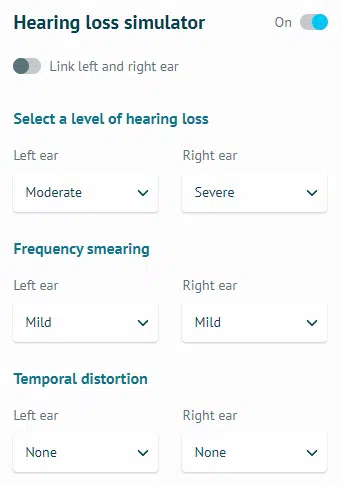 Hearing loss simulator On
Link left and right ear
Select a level of hearing loss
Left ear Right ear
Moderate Severe
Frequency smearing
Left ear Right ear
Mild Mild
Temporal distortion
Left ear Right ear
None None